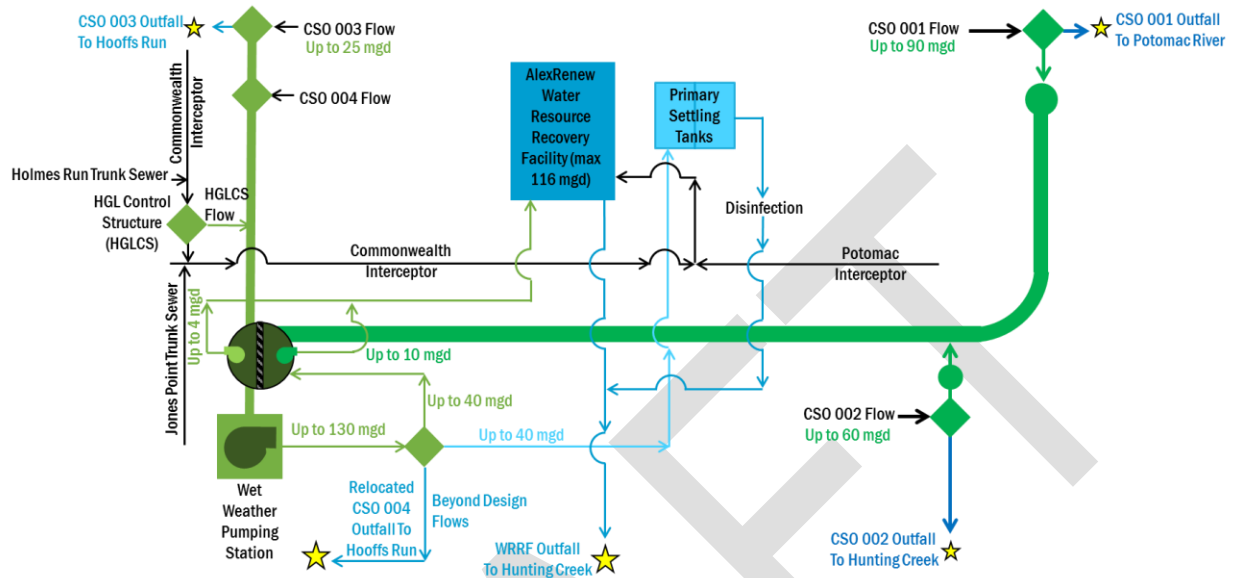 CSO 003 Outfall
To Hooffs Run
CSO 003 Flow
Up to 25 mgd
CSO 004 Flow
Commonwealth
Interceptor
Holmes Run Trunk Sewer
HGL Control
Structure
(HGLCS)
HGLCS
Flow
AlexRenew
Water
Resource
Recovery
Facility (max
116 mgd)
Primary
Settling
Tanks
Disinfection
CSO 001 Flow
Up to 90 mgd
CSO 001 Outfall
To Potomac River
Commonwealth
Interceptor
Potomac
Interceptor
Jones Point Trunk Sewer
Up to 4 mgd
Up to 10 mgd
Up to 40 mgd
Up to 130 mgd
Up to 40 mgd
CSO 002 Flow
Up to 60 mgd
Wet
Weather
Pumping
Station
Relocated
CSO 004
Outfall To
Hooffs Run
Beyond Design
Flows
WRRF Outfall
To Hunting Creek
CSO 002 Outfall
To Hunting Creek